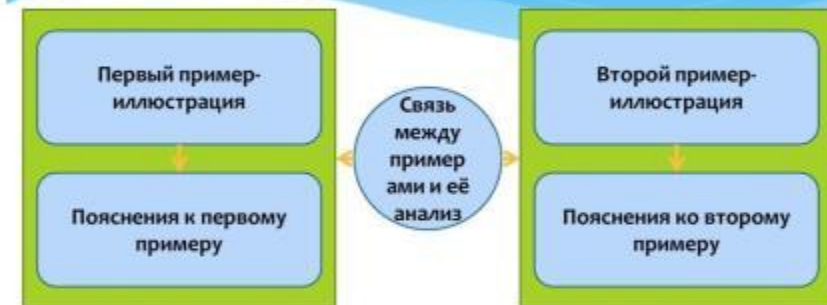 Первый пример-
иллюстрация
Пояснения к первому
примеру
Связь
между
пример
ами и её
анализ
Второй пример-
иллюстрация
Пояснения ко второму
примеру